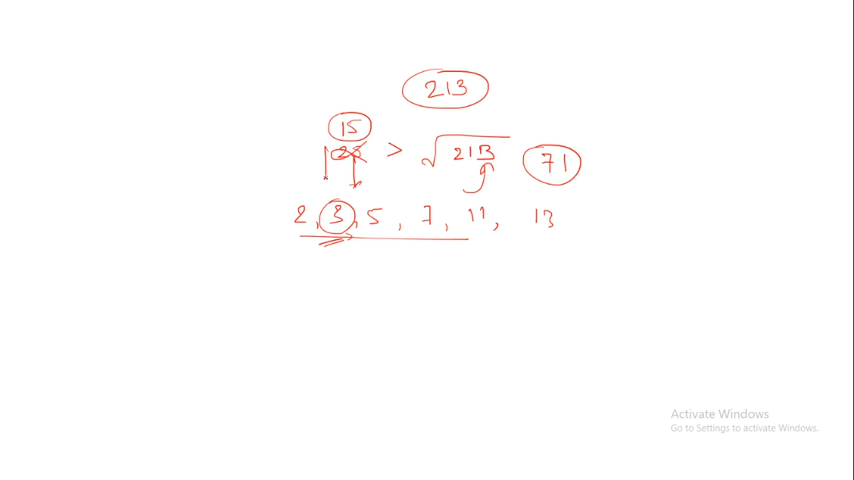 213
15
> √213 71
2, 3, 5, 7, 11, 13
Activate Windows
Go to Settings to activate Windows.